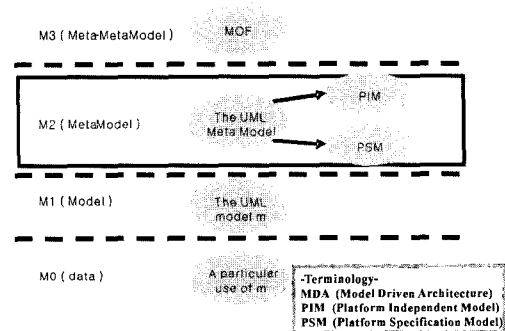 M3 ( Meta-MetaModel)
MOF
PIM
M2 ( MetaModel)
The UML
Meta Model
PSM
M1 (Model)
The UML
model m
M0 ( data)
A particular
use of m
-Terminology-
MDA (Model Driven Architecture)
PIM (Platform Independent Model)
PSM (Platform Specification Model)